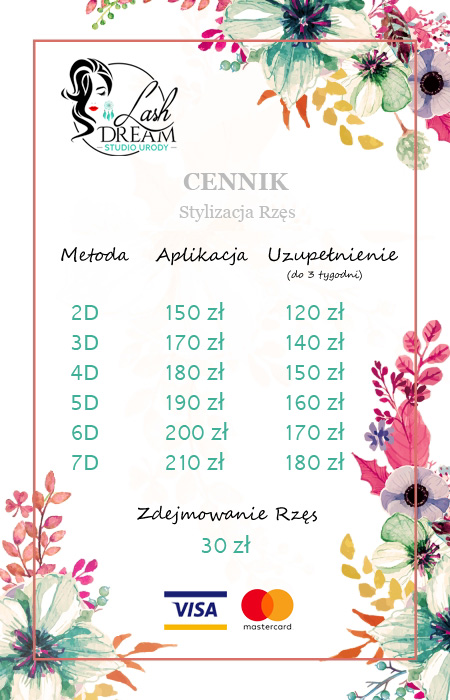 Lash
DREAM
STUDIO URODY
CENNIK
Stylizacja Rzęs
Metoda Aplikacja Uzupełnienie
(do 3 tygodni)
2D 150 zł 120 zł
3D 170 zł 140 zł
4D 180 zł 150 zł
5D 190 zł 160 zł
6D 200 zł 170 zł
7D 210 zł 180 zł
Zdejmowanie Rzęs
30 zł
VISA
mastercard